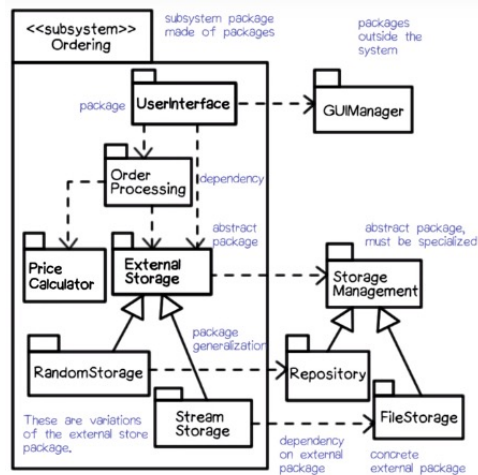 <<subsystem>>
Ordering
subsystem package
made of packages
packages
outside the
system
package
UserInterface
GUIManager
Order
Processing
dependency
abstract
package
abstract package,
must be specialized
Price
Calculator
External
Storage
Storage
Management
package
generalization
RandomStorage
Repository
These are variations
of the external store
package.
Stream
Storage
FileStorage
dependency
on external
package
concrete
external package